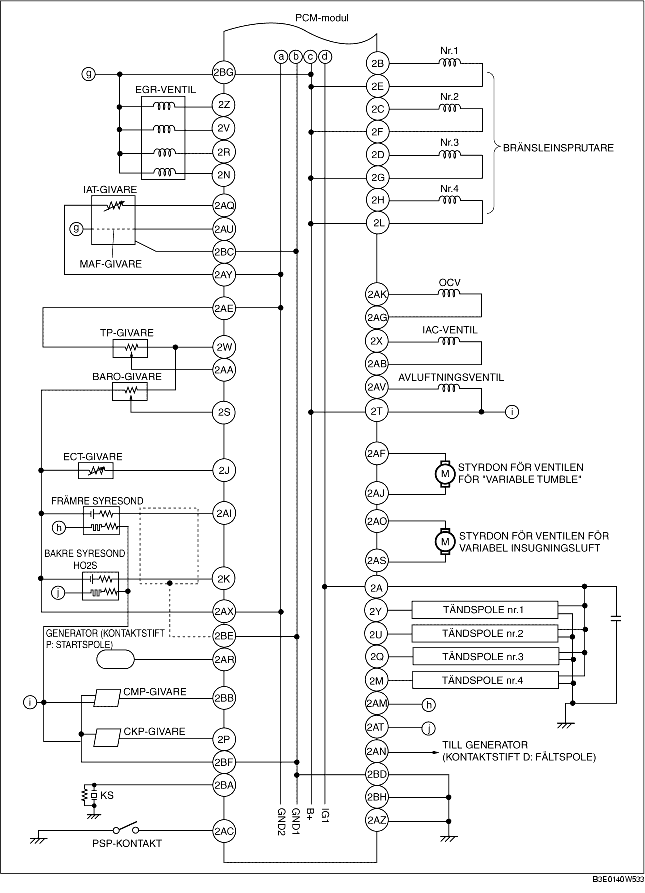 PCM-modul
a b c d
g
2BG
EGR-VENTIL
2Z
2V
2R
2N
IAT-GIVARE
2AQ
g
2AU
2BC
MAF-GIVARE
2AY
2AE
TP-GIVARE
2W
2AA
BARO-GIVARE
2S
ECT-GIVARE
2J
FRÄMRE SYRESOND
2AI
h
BAKRE SYRESOND
HO2S
2K
j
2AX
GENERATOR (KONTAKTSTIFT
P: STARTSPOLE)
2BE
2AR
CMP-GIVARE
2BB
i
CKP-GIVARE
2P
2BF
2BA
KS
2AC
PSP-KONTAKT
GND2
GND1
B+
IG1
2B
Nr.1
2E
2C
Nr.2
2F
BRÄNSLEINSPRUTARE
2D
Nr.3
2G
2H
Nr.4
2L
2AK
OCV
2AG
2X
IAC-VENTIL
2AB
2AV
AVLUFTNINGSVENTIL
2T
i
2AF
M
STYRDON FÖR VENTILEN
FÖR "VARIABLE TUMBLE"
2AJ
2AO
M
STYRDON FÖR VENTILEN FÖR
VARIABEL INSUGNINGSLUFT
2AS
2A
2Y
TÄNDSPOLE nr.1
2U
TÄNDSPOLE nr.2
2Q
TÄNDSPOLE nr.3
2M
TÄNDSPOLE nr.4
2AM
h
2AT
j
2AN
TILL GENERATOR
(KONTAKTSTIFT D: FÄLTSPOLE)
2BD
2BH
2AZ
B3E0140W533